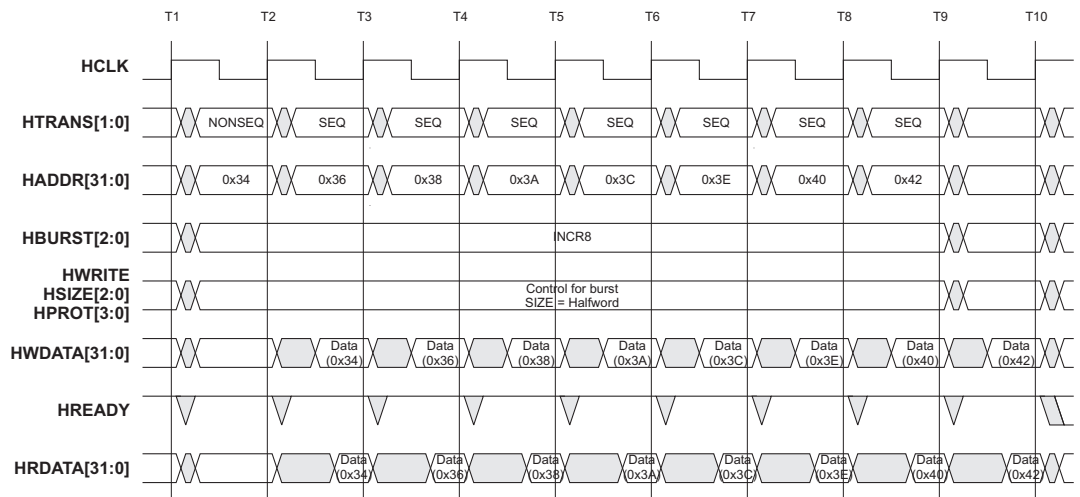 T1 T2 T3 T4 T5 T6 T7 T8 T9 T10
HCLK
HTRANS[1:0] NONSEQ SEQ SEQ SEQ SEQ SEQ SEQ SEQ
HADDR[31:0] 0x34 0x36 0x38 0x3A 0x3C 0x3E 0x40 0x42
HBURST[2:0] INCR8
HWRITE
HSIZE[2:0] Control for burst
HPROT[3:0] SIZE = Halfword
HWDATA[31:0] Data Data Data Data Data Data Data Data
(0x34) (0x36) (0x38) (0x3A) (0x3C) (0x3E) (0x40) (0x42)
HREADY
HRDATA[31:0] Data Data Data Data Data Data Data Data
(0x34) (0x36) (0x38) (0x3A) (0x3C) (0x3E) (0x40) (0x42)